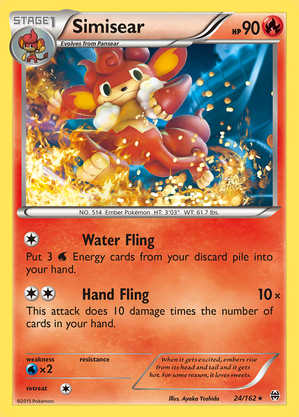 STAGE1
Simisear
HP 90
Evolves from Pansear
NO. 514 Ember Pokémon HT: 3'03" WT: 61.7 lbs.
Water Fling
Put 3 Energy cards from your discard pile into
your hand.
Hand Fling 10×
This attack does 10 damage times the number
of cards in your hand.
weakness resistance
×2
retreat
When it gets excited, embers rise
from its head and tail and it gets
hot. For some reason, it loves sweets.
Illus. Ayaka Yoshida
24/162
©2015 Pokémon